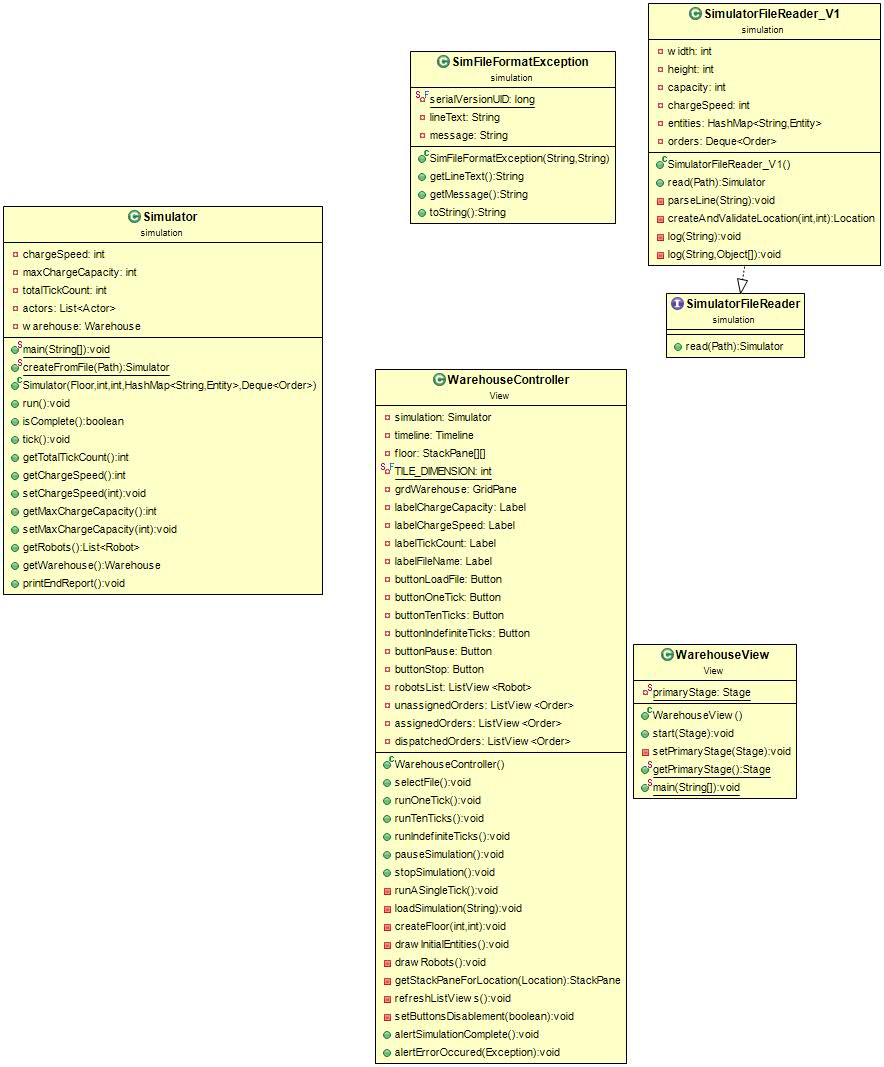 SimulatorFileReader_V1
simulation
width: int
height: int
capacity: int
chargeSpeed: int
entities: HashMap<String,Entity>
orders: Deque<Order>
SimulatorFileReader_V1()
read(Path):Simulator
parseLine(String):void
createAndValidateLocation(int,int):Location
log(String):void
log(String,Object[]):void
SimFileFormatException
simulation
serialVersionUID: long
lineText: String
message: String
SimFileFormatException(String,String)
getLineText():String
getMessage():String
toString():String
Simulator
simulation
chargeSpeed: int
maxChargeCapacity: int
totalTickCount: int
actors: List<Actor>
warehouse: Warehouse
main(String[]):void
createFromFile(Path):Simulator
Simulator(Floor,int,int,HashMap<String,Entity>,Deque<Order>)
run():void
isComplete():boolean
tick():void
getTotalTickCount():int
getChargeSpeed():int
setChargeSpeed(int):void
getMaxChargeCapacity():int
setMaxChargeCapacity(int):void
getRobots():List<Robot>
getWarehouse():Warehouse
printEndReport():void
SimulatorFileReader
simulation
read(Path):Simulator
WarehouseController
View
simulation: Simulator
timeline: Timeline
floor: StackPane[][]
TILE_DIMENSION: int
grdWarehouse: GridPane
labelChargeCapacity: Label
labelChargeSpeed: Label
labelTickCount: Label
labelFileName: Label
buttonLoadFile: Button
buttonOneTick: Button
buttonTenTicks: Button
buttonIndefiniteTicks: Button
buttonPause: Button
buttonStop: Button
robotsList: ListView<Robot>
unassignedOrders: ListView<Order>
assignedOrders: ListView<Order>
dispatchedOrders: ListView<Order>
WarehouseController()
selectFile():void
runOneTick():void
runTenTicks():void
runIndefiniteTicks():void
pauseSimulation():void
stopSimulation():void
runASingleTick():void
loadSimulation(String):void
createFloor(int,int):void
drawInitialEntities():void
drawRobots():void
getStackPaneForLocation(Location):StackPane
refreshListViews():void
setButtonsDisablement(boolean):void
alertSimulationComplete():void
alertErrorOccured(Exception):void
WarehouseView
View
primaryStage: Stage
WarehouseView()
start(Stage):void
setPrimaryStage(Stage):void
getPrimaryStage():Stage
main(String[]):void